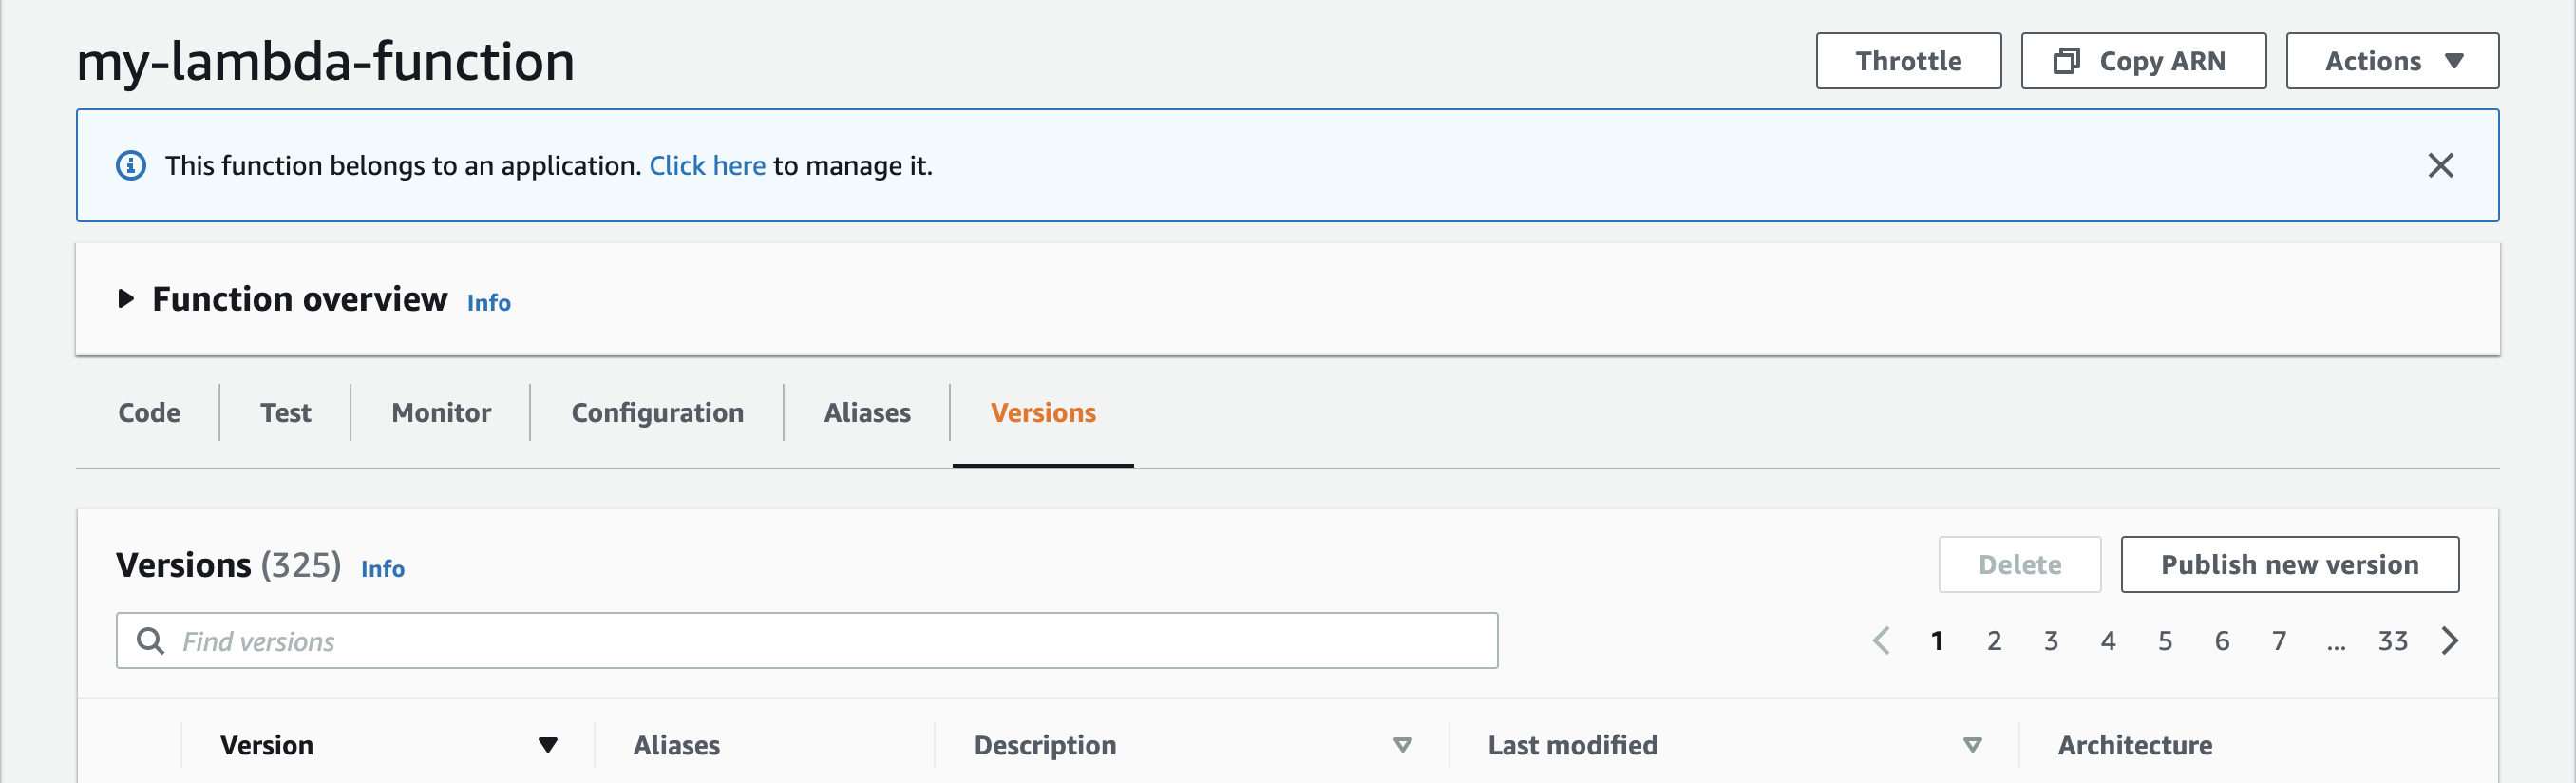 my-lambda-function
Throttle
Copy ARN
Actions
This function belongs to an application. Click here to manage it.
Function overview Info
Code Test Monitor Configuration Aliases Versions
Versions (325) Info
Delete
Publish new version
Find versions
1 2 3 4 5 6 7 ... 33
Version Aliases Description Last modified Architecture